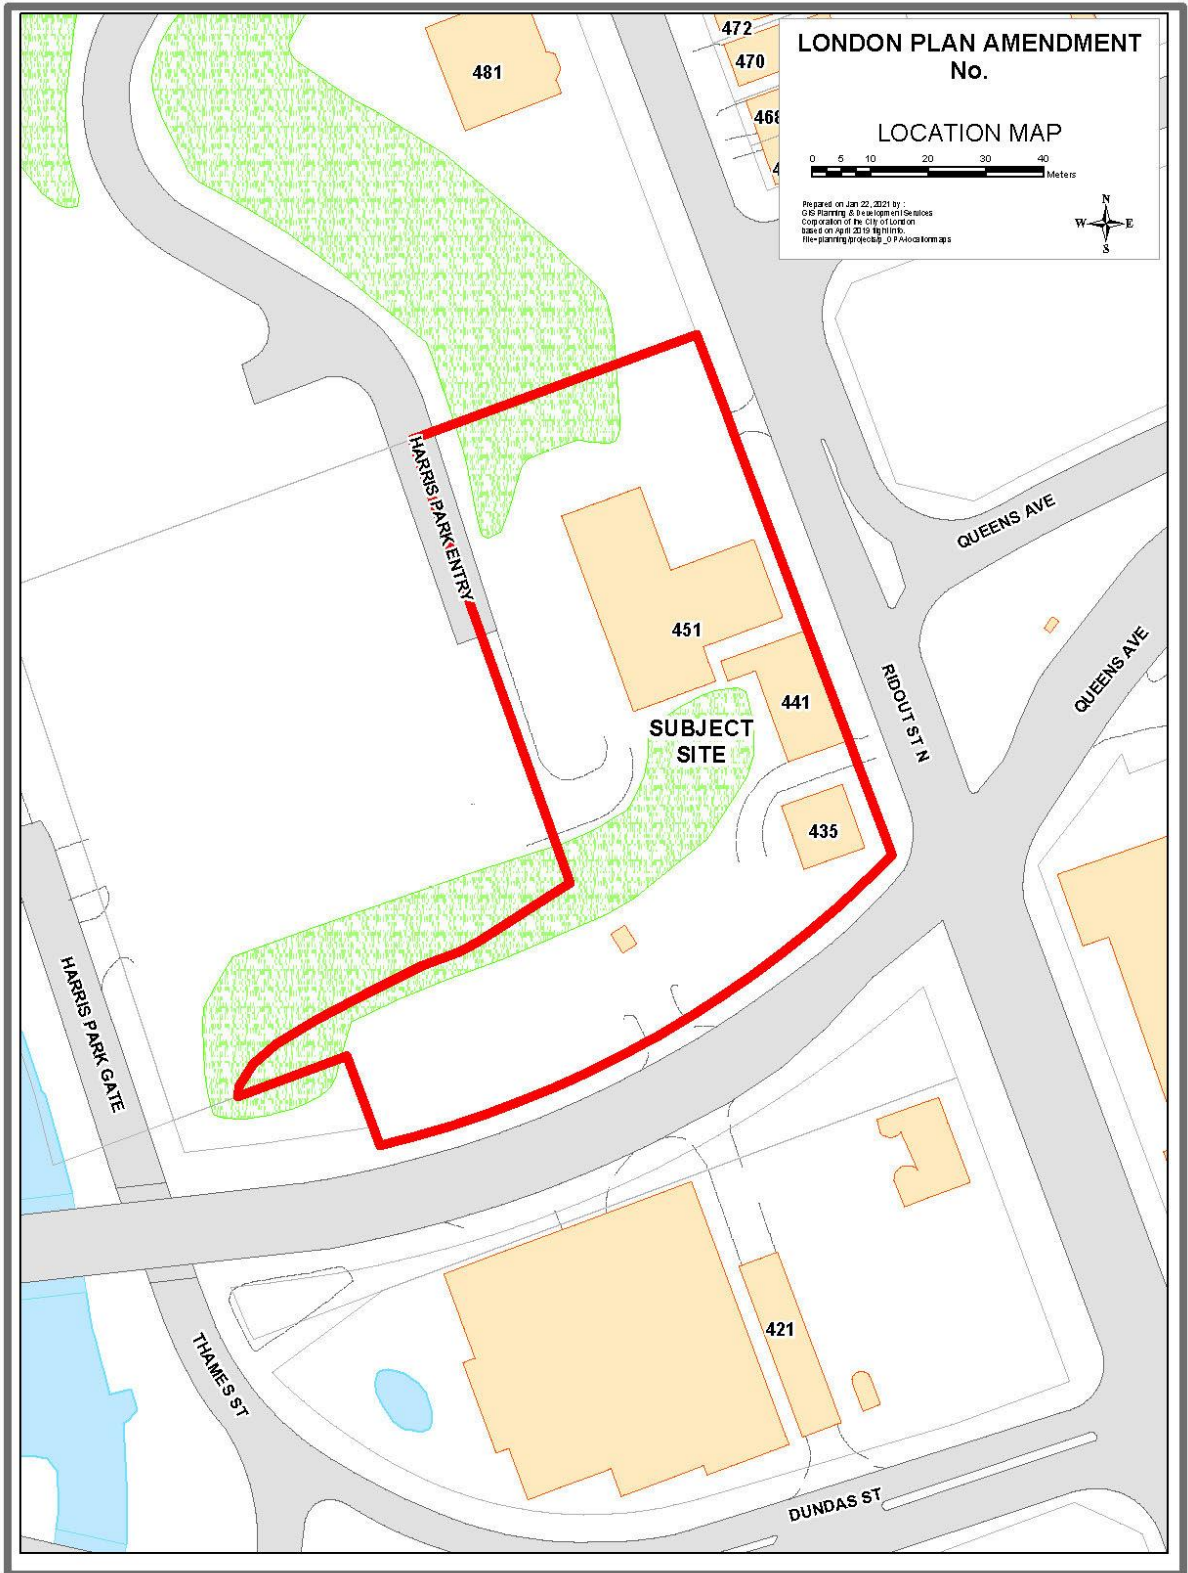 LONDON PLAN AMENDMENT
No.
LOCATION MAP
0 5 10 20 30 40
Meters
Prepared on Jan 22, 2021 by :
GIS Planning & Development Services
Corporation of the City of London
based on April 2019 flight info.
N
W E
S
472
470
468
481
HARRIS PARK ENTRY
QUEENS AVE
451
441
SUBJECT
SITE
435
RIDOUT ST N
QUEENS AVE
HARRIS PARK GATE
THAMES ST
421
DUNDAS ST